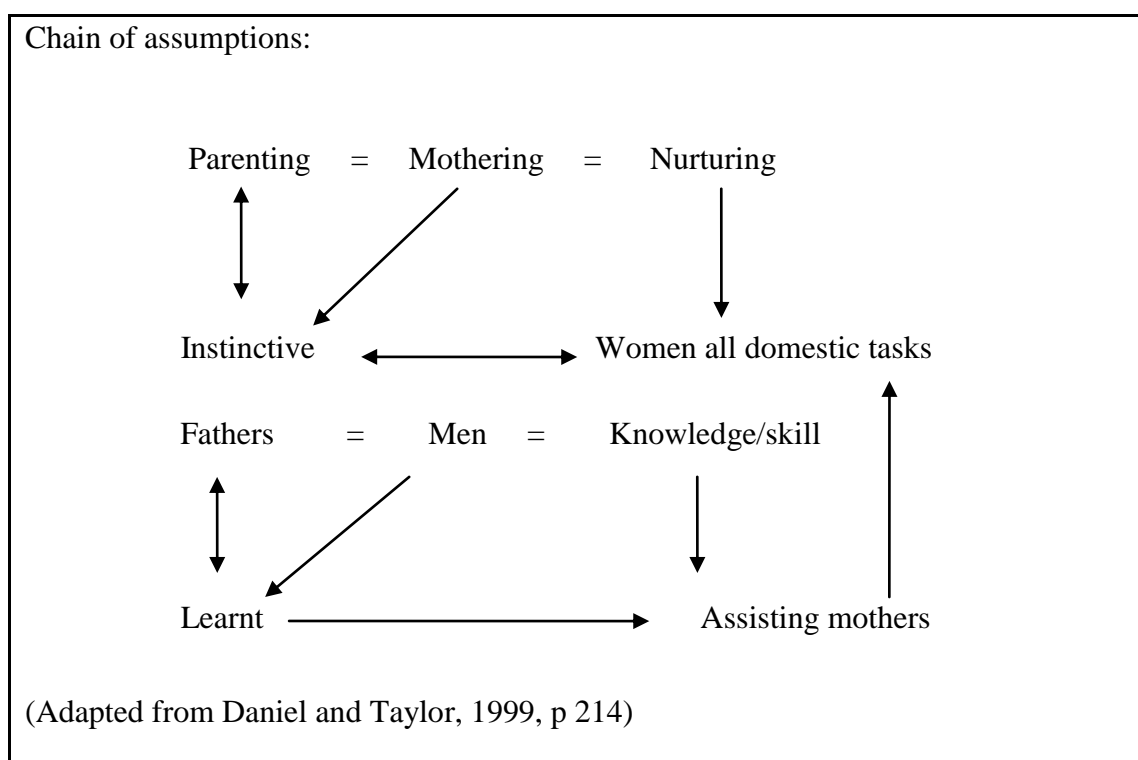 Chain of assumptions:
Parenting = Mothering = Nurturing
Instinctive Women all domestic tasks
Fathers = Men = Knowledge/skill
Learnt Assisting mothers
(Adapted from Daniel and Taylor, 1999, p 214)